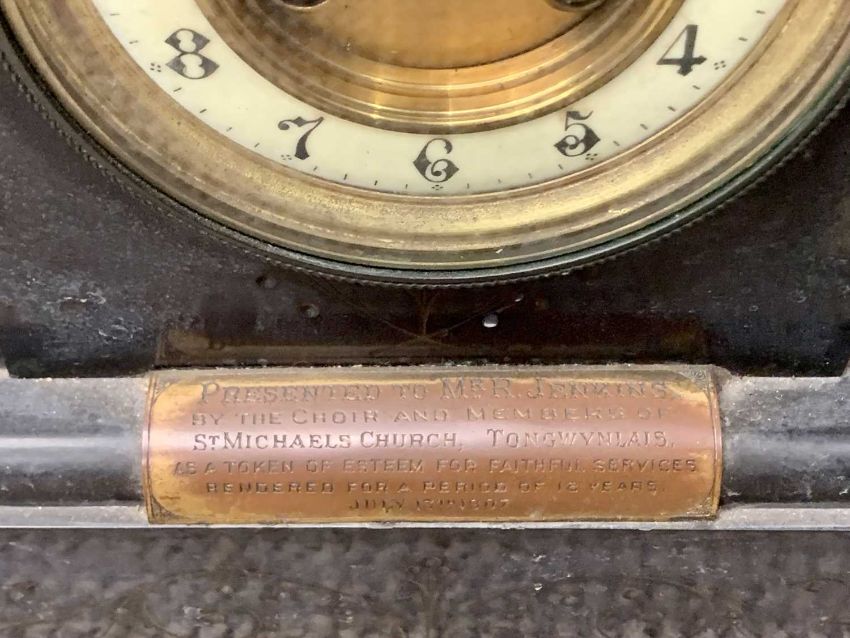 8 7 6 5 4
PRESENTED TO MR R. JENKINS
BY THE CHOIR AND MEMBERS OF
ST MICHAELS CHURCH, TONGWYNLAIS,
AS A TOKEN OF ESTEEM FOR FAITHFUL SERVICES
RENDERED FOR A PERIOD OF 18 YEARS.
JULY